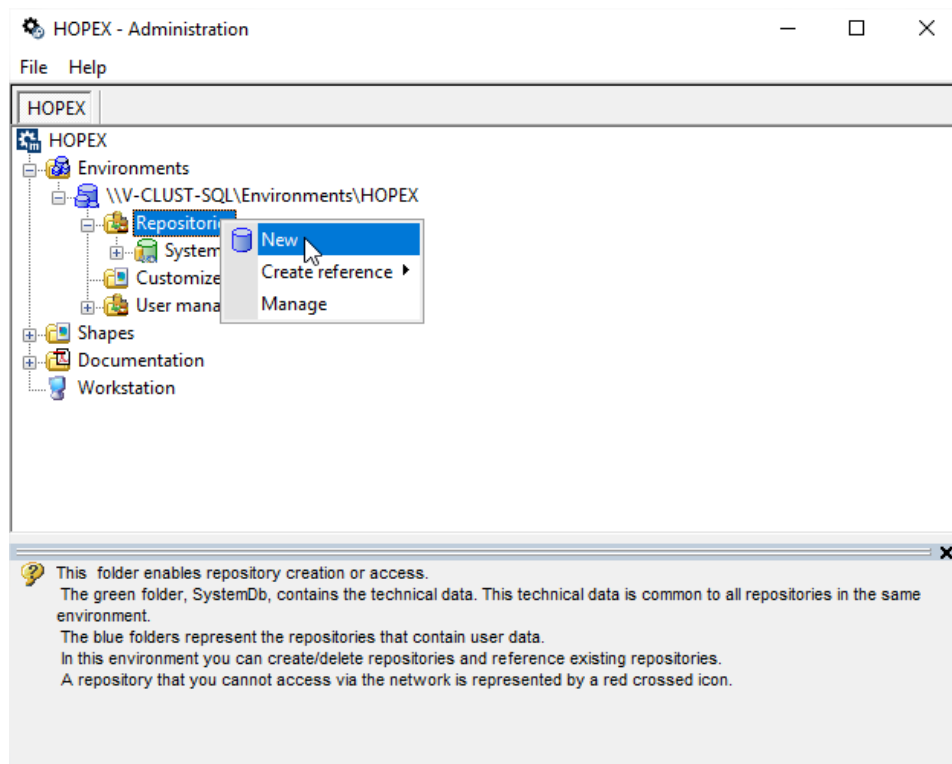 HOPEX - Administration
File Help
HOPEX
HOPEX
Environments
\\V-CLUST-SQL\Environments\HOPEX
Repositorie
New
System
Create reference
Customize
Manage
User mana
Shapes
Documentation
Workstation
This folder enables repository creation or access.
The green folder, SystemDb, contains the technical data. This technical data is common to all repositories in the same
environment.
The blue folders represent the repositories that contain user data.
In this environment you can create/delete repositories and reference existing repositories.
A repository that you cannot access via the network is represented by a red crossed icon.